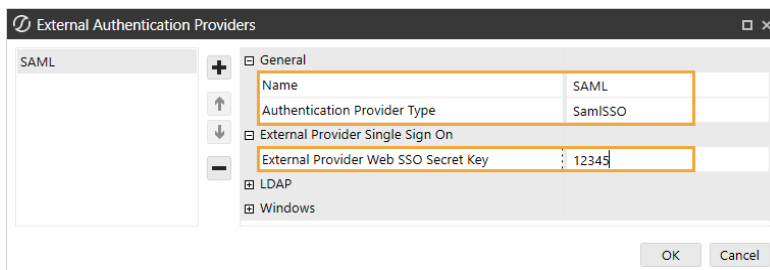 External Authentication Providers
SAML
General
Name SAML
Authentication Provider Type SamlSSO
External Provider Single Sign On
External Provider Web SSO Secret Key 12345
LDAP
Windows
OK Cancel